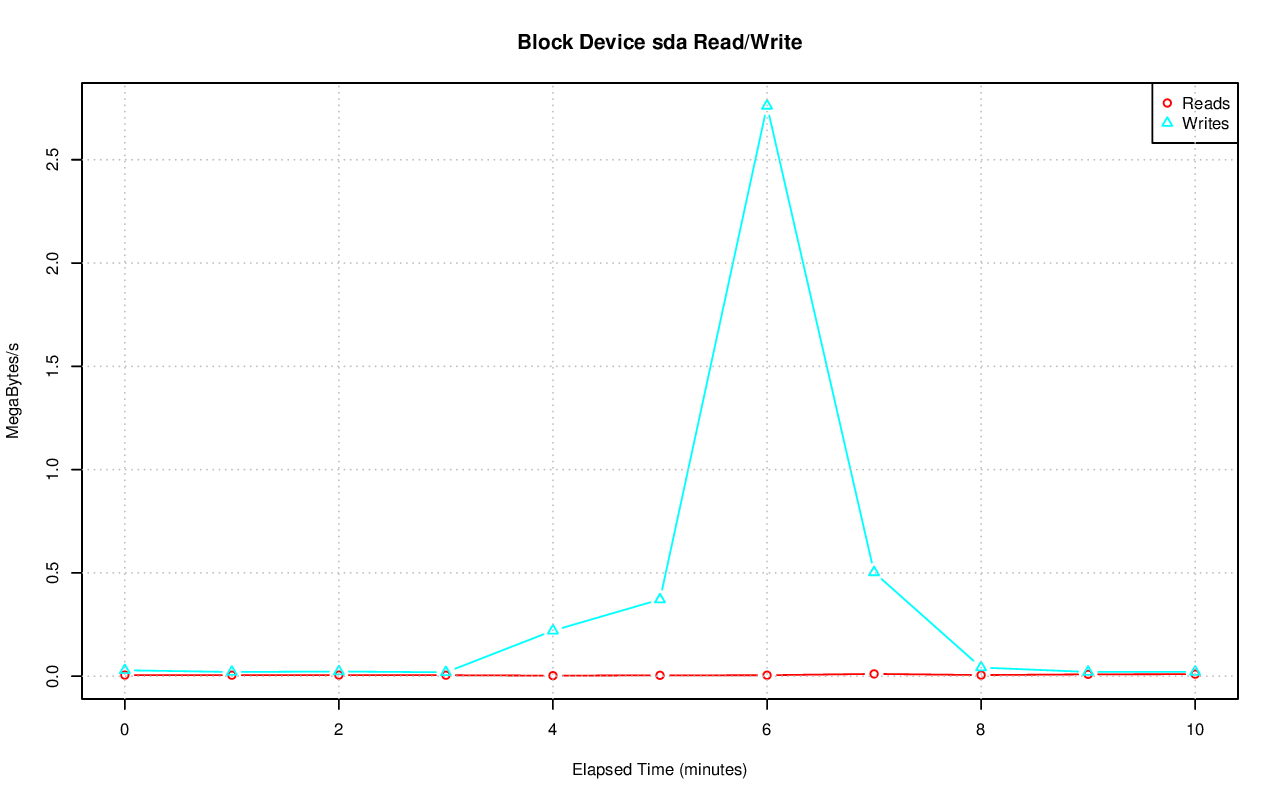 Block Device sda Read/Write
Reads
Writes
2.5
2.0
1.5
1.0
0.5
0.0
MegaBytes/s
0 2 4 6 8 10
Elapsed Time (minutes)